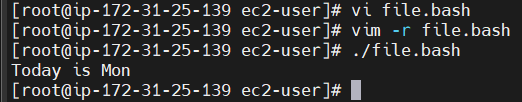 [root@ip-172-31-25-139 ec2-user]# vi file.bash
[root@ip-172-31-25-139 ec2-user]# vim -r file.bash
[root@ip-172-31-25-139 ec2-user]# ./file.bash
Today is Mon
[root@ip-172-31-25-139 ec2-user]#